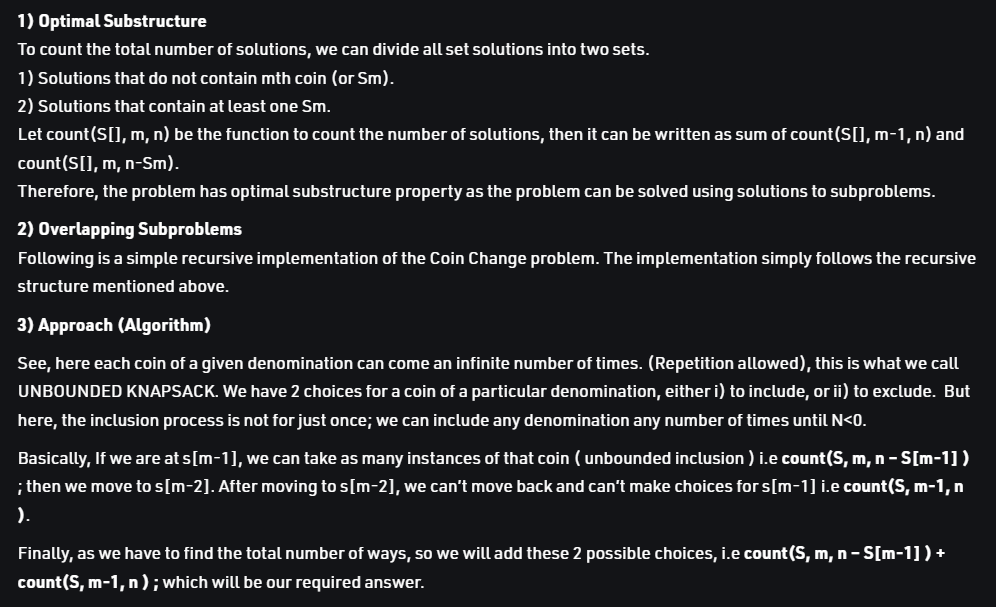 1) Optimal Substructure
To count the total number of solutions, we can divide all set solutions into two sets.
1) Solutions that do not contain mth coin (or Sm).
2) Solutions that contain at least one Sm.
Let count(S[], m, n) be the function to count the number of solutions, then it can be written as sum of count(S[], m-1, n) and
count(S[], m, n-Sm).
Therefore, the problem has optimal substructure property as the problem can be solved using solutions to subproblems.
2) Overlapping Subproblems
Following is a simple recursive implementation of the Coin Change problem. The implementation simply follows the recursive
structure mentioned above.
3) Approach (Algorithm)
See, here each coin of a given denomination can come an infinite number of times. (Repetition allowed), this is what we call
UNBOUNDED KNAPSACK. We have 2 choices for a coin of a particular denomination, either i) to include, or ii) to exclude.  But
here, the inclusion process is not for just once; we can include any denomination any number of times until N<0.
Basically, If we are at s[m-1], we can take as many instances of that coin ( unbounded inclusion ) i.e count(S, m, n – S[m-1] )
; then we move to s[m-2]. After moving to s[m-2], we can't move back and can't make choices for s[m-1] i.e count(S, m-1, n
).
Finally, as we have to find the total number of ways, so we will add these 2 possible choices, i.e count(S, m, n – S[m-1] ) +
count(S, m-1, n ) ; which will be our required answer.